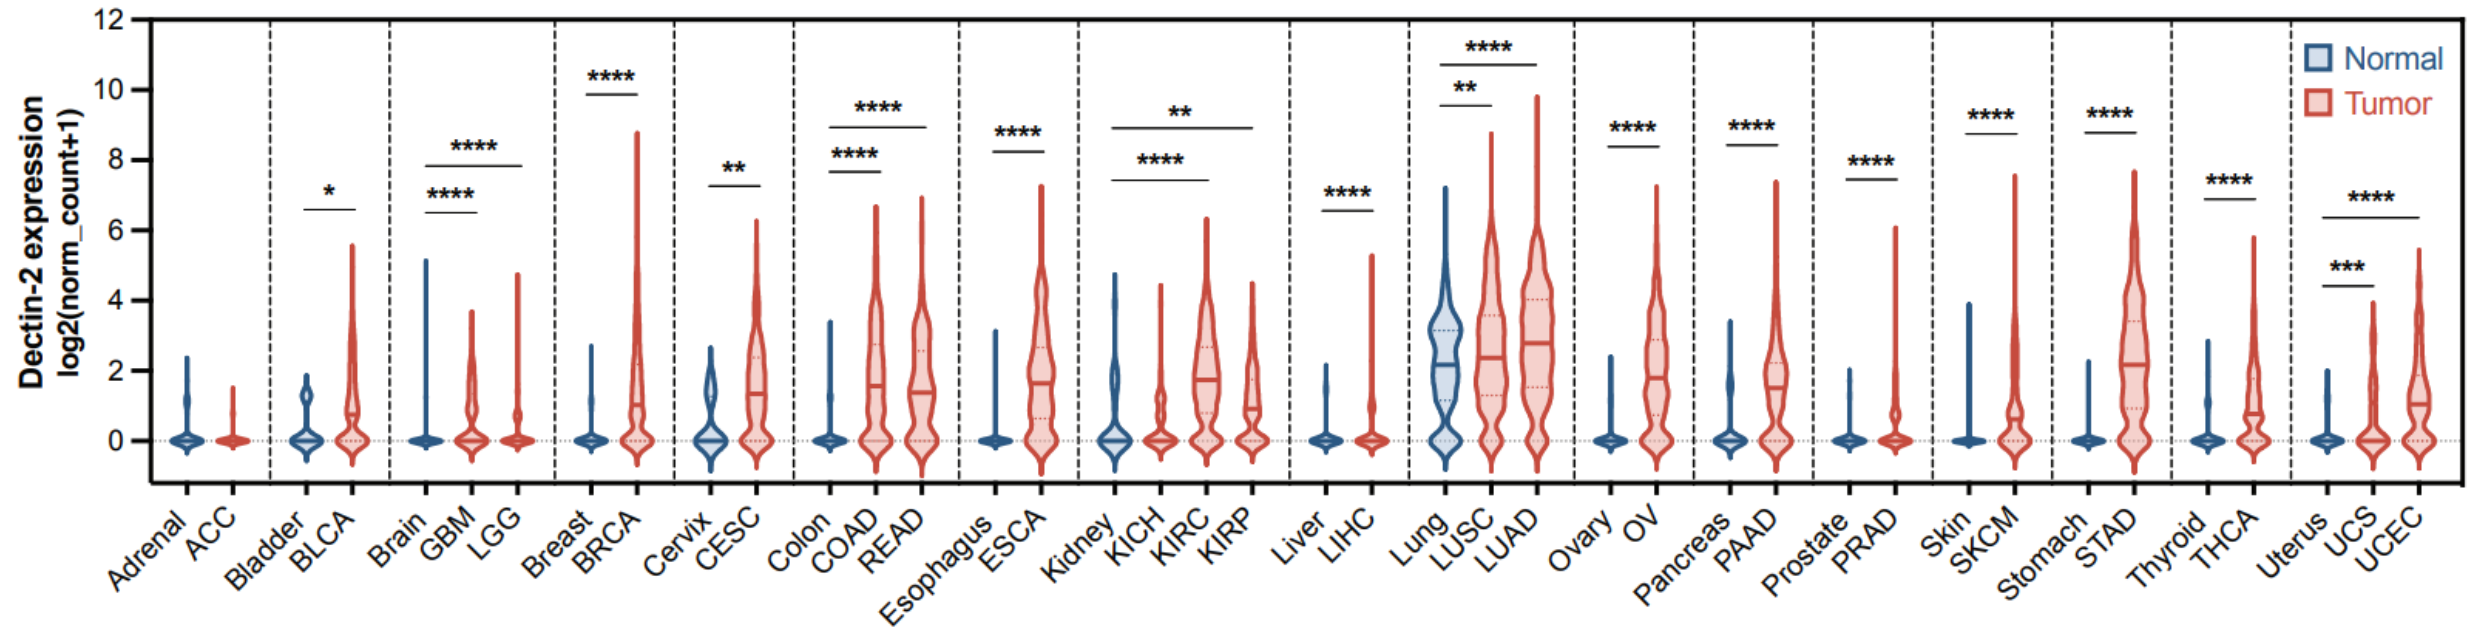 Dectin-2 expression
log2(norm_count+1)
12
10
8
6
4
2
0
Normal
Tumor
*
****
****
****
**
****
****
****
**
****
****
****
**
****
****
****
****
****
****
****
***
Adrenal
ACC
Bladder
BLCA
Brain
GBM
LGG
Breast
BRCA
Cervix
CESC
Colon
COAD
READ
Esophagus
ESCA
Kidney
KICH
KIRC
KIRP
Liver
LIHC
Lung
LUSC
LUAD
Ovary
OV
Pancreas
PAAD
Prostate
PRAD
Skin
SKCM
Stomach
STAD
Thyroid
THCA
Uterus
UCS
UCEC